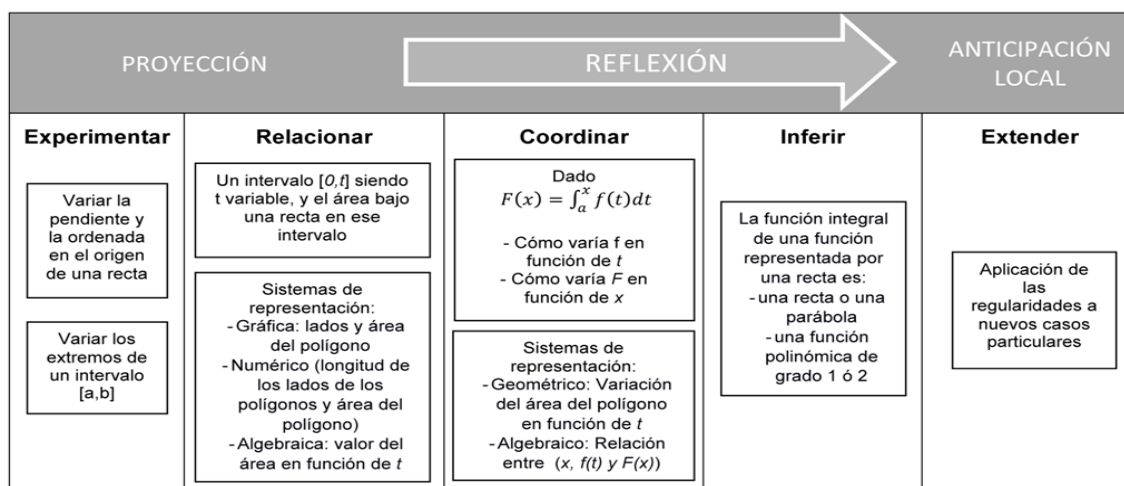 PROYECCIÓN
REFLEXIÓN
ANTICIPACIÓN
LOCAL
Experimentar
Variar la
pendiente y
la ordenada
en el origen
de una recta
Variar los
extremos de
un intervalo
[a,b]
Relacionar
Un intervalo [0,t] siendo
t variable, y el área bajo
una recta en ese
intervalo
Sistemas de
representación:
-Gráfica: lados y área
del polígono
-Numérico (longitud de
los lados de los
polígonos y área del
polígono)
-Algebraica: valor del
área en función de t
Coordinar
Dado
F(x) = ∫ₐˣ f(t)dt
- Cómo varía f en
función de t
- Cómo varía F en
función de x
Sistemas de
representación:
- Geométrico: Variación
del área del polígono
en función de t
- Algebraico: Relación
entre (x, f(t) y F(x))
Inferir
La función integral
de una función
representada por
una recta es:
-una recta o una
parábola
-una función
polinómica de
grado 1 ó 2
Extender
Aplicación de
las
regularidades a
nuevos casos
particulares